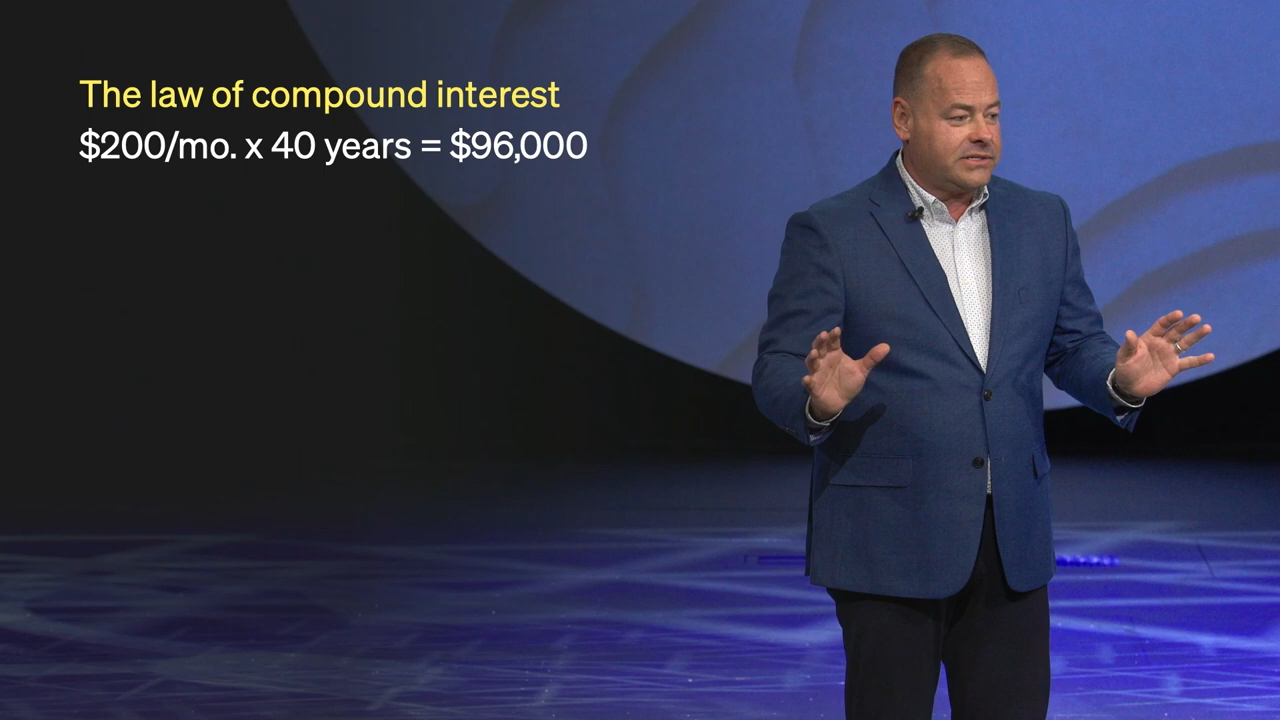 The law of compound interest
$200/mo. x 40 years = $96,000